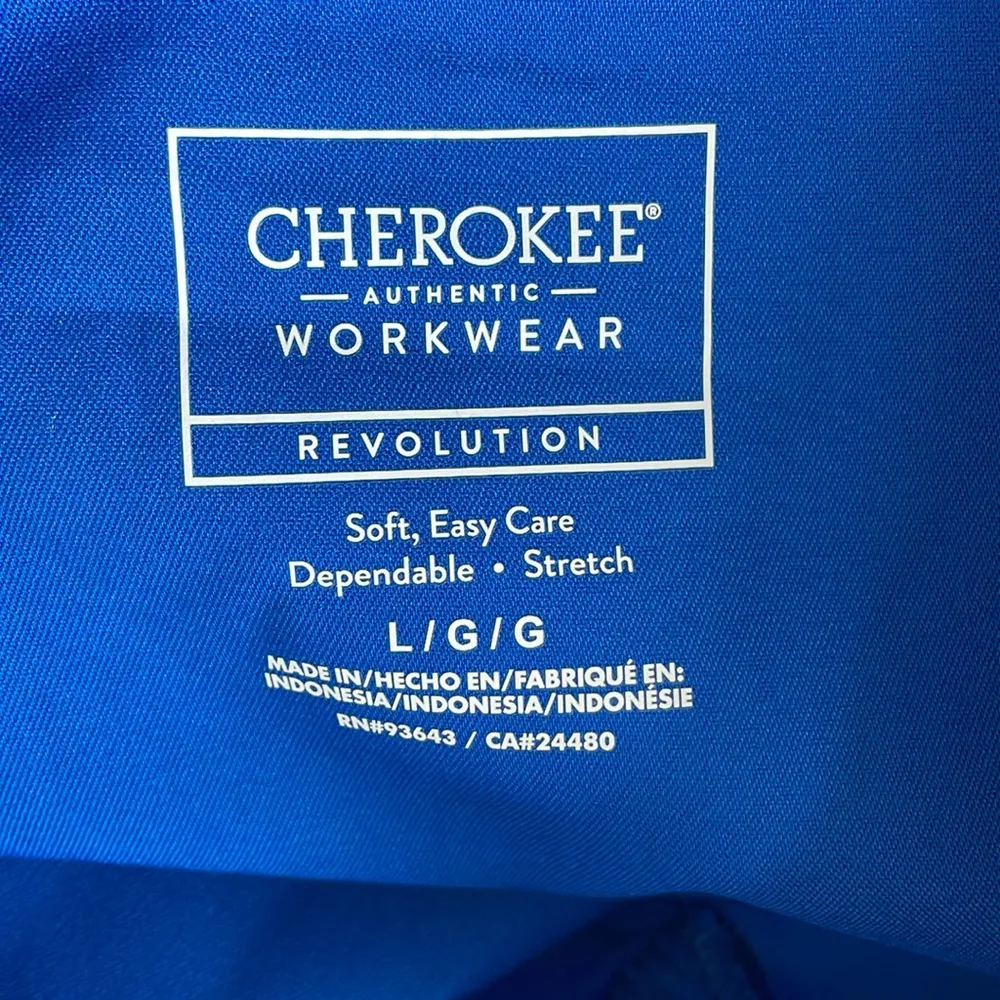 CHEROKEE®
AUTHENTIC
WORKWEAR
REVOLUTION
Soft, Easy Care
Dependable • Stretch
L / G / G
MADE IN/HECHO EN/FABRIQUÉ EN:
INDONESIA/INDONESIA/INDONÉSIE
RN#93643 / CA#24480